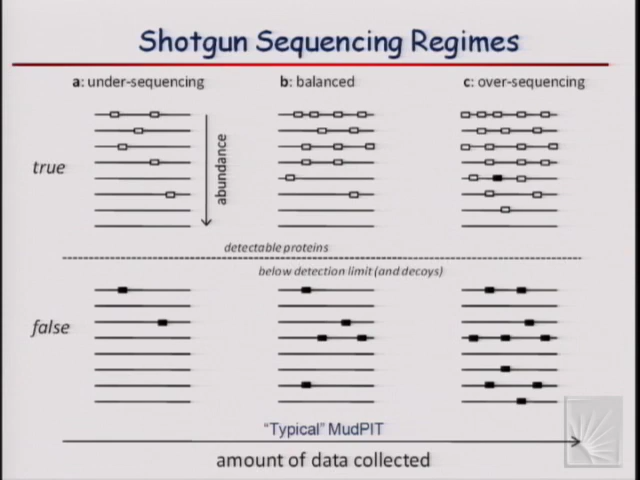 Shotgun Sequencing Regimes
a: under-sequencing
b: balanced
c: over-sequencing
true
abundance
detectable proteins
below detection limit (and decoys)
false
“Typical” MudPIT
amount of data collected